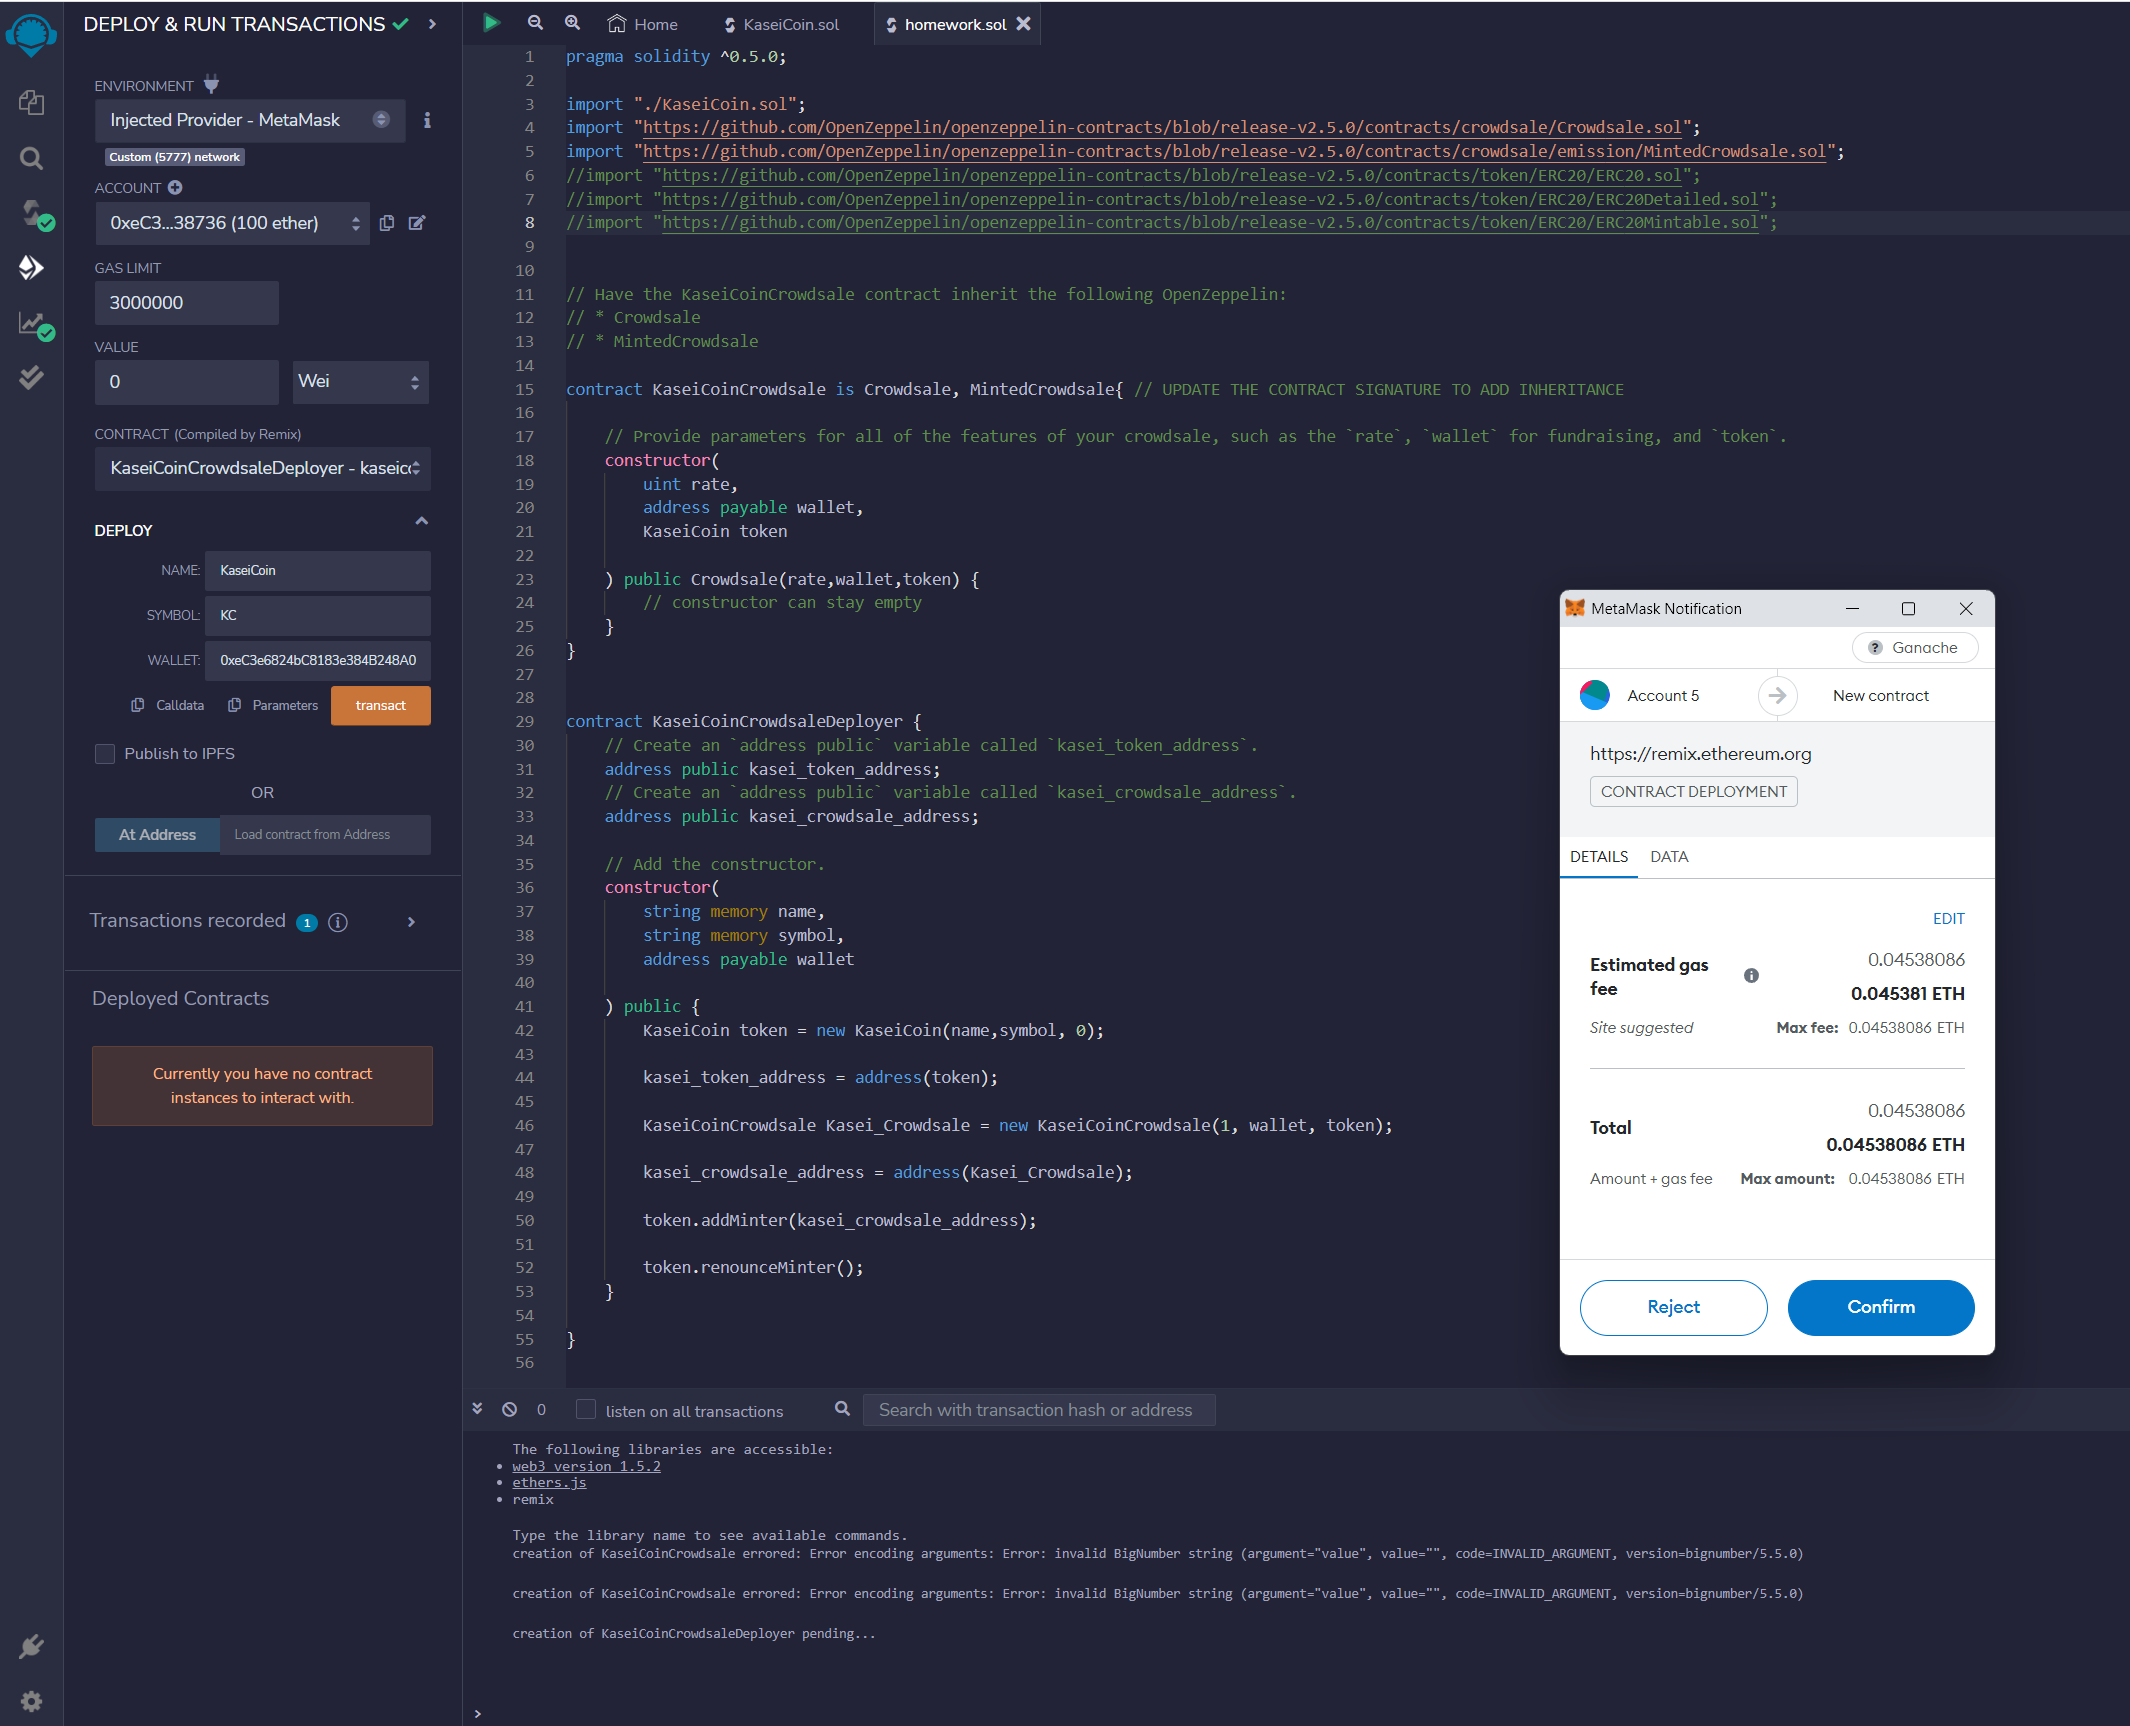 DEPLOY & RUN TRANSACTIONS
ENVIRONMENT
Injected Provider - MetaMask
Custom (5777) network
ACCOUNT
0xeC3...38736 (100 ether)
GAS LIMIT
3000000
VALUE
0
Wei
CONTRACT (Compiled by Remix)
KaseiCoinCrowdsaleDeployer - kaseico
DEPLOY
NAME: KaseiCoin
SYMBOL: KC
WALLET: 0xeC3e6824bC8183e384B248A0
Calldata Parameters transact
Publish to IPFS
OR
At Address Load contract from Address
Transactions recorded 1
Deployed Contracts
Currently you have no contract
instances to interact with.
Home KaseiCoin.sol homework.sol
1 pragma solidity ^0.5.0;
2
3 import "./KaseiCoin.sol";
4 import "https://github.com/OpenZeppelin/openzeppelin-contracts/blob/release-v2.5.0/contracts/crowdsale/Crowdsale.sol";
5 import "https://github.com/OpenZeppelin/openzeppelin-contracts/blob/release-v2.5.0/contracts/crowdsale/emission/MintedCrowdsale.sol";
6 //import "https://github.com/OpenZeppelin/openzeppelin-contracts/blob/release-v2.5.0/contracts/token/ERC20/ERC20.sol";
7 //import "https://github.com/OpenZeppelin/openzeppelin-contracts/blob/release-v2.5.0/contracts/token/ERC20/ERC20Detailed.sol";
8 //import "https://github.com/OpenZeppelin/openzeppelin-contracts/blob/release-v2.5.0/contracts/token/ERC20/ERC20Mintable.sol";
9
10
11 // Have the KaseiCoinCrowdsale contract inherit the following OpenZeppelin:
12 // * Crowdsale
13 // * MintedCrowdsale
14
15 contract KaseiCoinCrowdsale is Crowdsale, MintedCrowdsale{ // UPDATE THE CONTRACT SIGNATURE TO ADD INHERITANCE
16
17 // Provide parameters for all of the features of your crowdsale, such as the `rate`, `wallet` for fundraising, and `token`.
18 constructor(
19 uint rate,
20 address payable wallet,
21 KaseiCoin token
22
23 ) public Crowdsale(rate,wallet,token) {
24 // constructor can stay empty
25 }
26 }
27
28
29 contract KaseiCoinCrowdsaleDeployer {
30 // Create an `address public` variable called `kasei_token_address`.
31 address public kasei_token_address;
32 // Create an `address public` variable called `kasei_crowdsale_address`.
33 address public kasei_crowdsale_address;
34
35 // Add the constructor.
36 constructor(
37 string memory name,
38 string memory symbol,
39 address payable wallet
40
41 ) public {
42 KaseiCoin token = new KaseiCoin(name,symbol, 0);
43
44 kasei_token_address = address(token);
45
46 KaseiCoinCrowdsale Kasei_Crowdsale = new KaseiCoinCrowdsale(1, wallet, token);
47
48 kasei_crowdsale_address = address(Kasei_Crowdsale);
49
50 token.addMinter(kasei_crowdsale_address);
51
52 token.renounceMinter();
53 }
54
55 }
56
MetaMask Notification
Ganache
Account 5 New contract
https://remix.ethereum.org
CONTRACT DEPLOYMENT
DETAILS DATA
EDIT
Estimated gas
fee
0.04538086
0.045381 ETH
Site suggested Max fee: 0.04538086 ETH
0.04538086
Total 0.04538086 ETH
Amount + gas fee Max amount: 0.04538086 ETH
Reject Confirm
0 listen on all transactions Search with transaction hash or address
The following libraries are accessible:
• web3 version 1.5.2
• ethers.js
• remix
Type the library name to see available commands.
creation of KaseiCoinCrowdsale errored: Error encoding arguments: Error: invalid BigNumber string (argument="value", value="", code=INVALID_ARGUMENT, version=bignumber/5.5.0)
creation of KaseiCoinCrowdsale errored: Error encoding arguments: Error: invalid BigNumber string (argument="value", value="", code=INVALID_ARGUMENT, version=bignumber/5.5.0)
creation of KaseiCoinCrowdsaleDeployer pending...
>